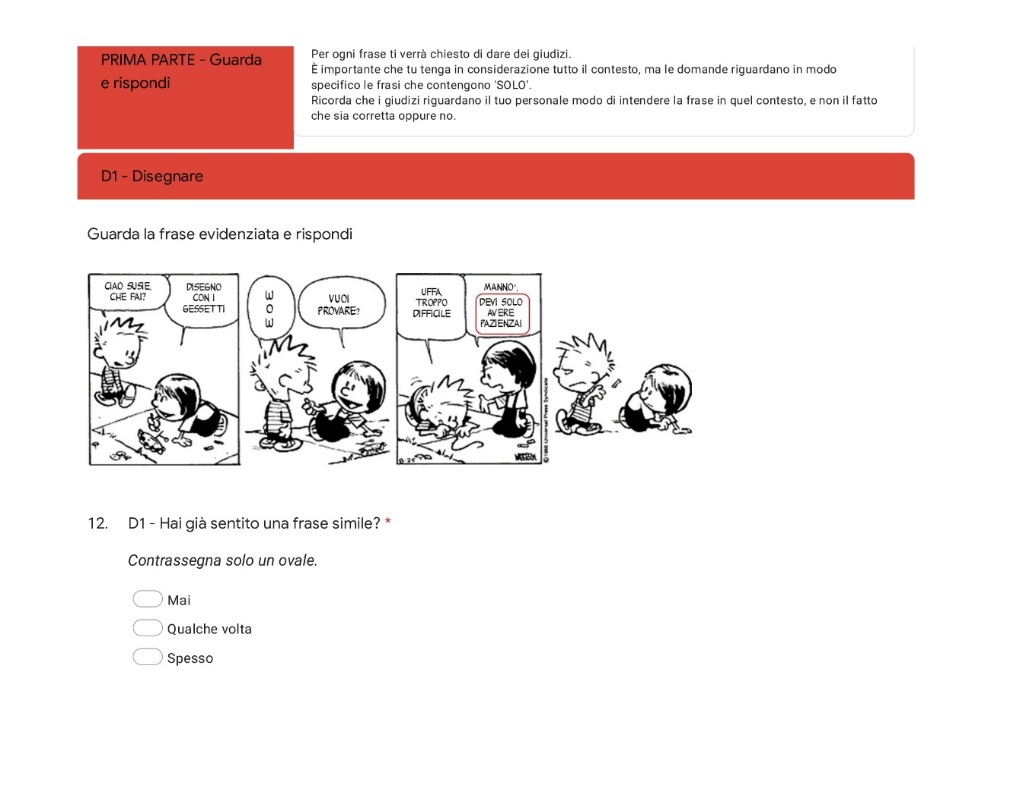 PRIMA PARTE - Guarda
e rispondi
Per ogni frase ti verrà chiesto di dare dei giudizi.
È importante che tu tenga in considerazione tutto il contesto, ma le domande riguardano in modo
specifico le frasi che contengono 'SOLO'.
Ricorda che i giudizi riguardano il tuo personale modo di intendere la frase in quel contesto, e non il fatto
che sia corretta oppure no.
D1 - Disegnare
Guarda la frase evidenziata e rispondi
CIAO SUSIE,
CHE FAI?
DISEGNO
CON I
GESSETTI
W
O
W
VUOI
PROVARE?
UFFA,
TROPPO
DIFFICILE
MANNO',
DEVI SOLO
AVERE
PAZIENZA!
©1986 Universal Press Syndicate
8-25
WATTERSON
12. D1 - Hai già sentito una frase simile? *
Contrassegna solo un ovale.
Mai
Qualche volta
Spesso